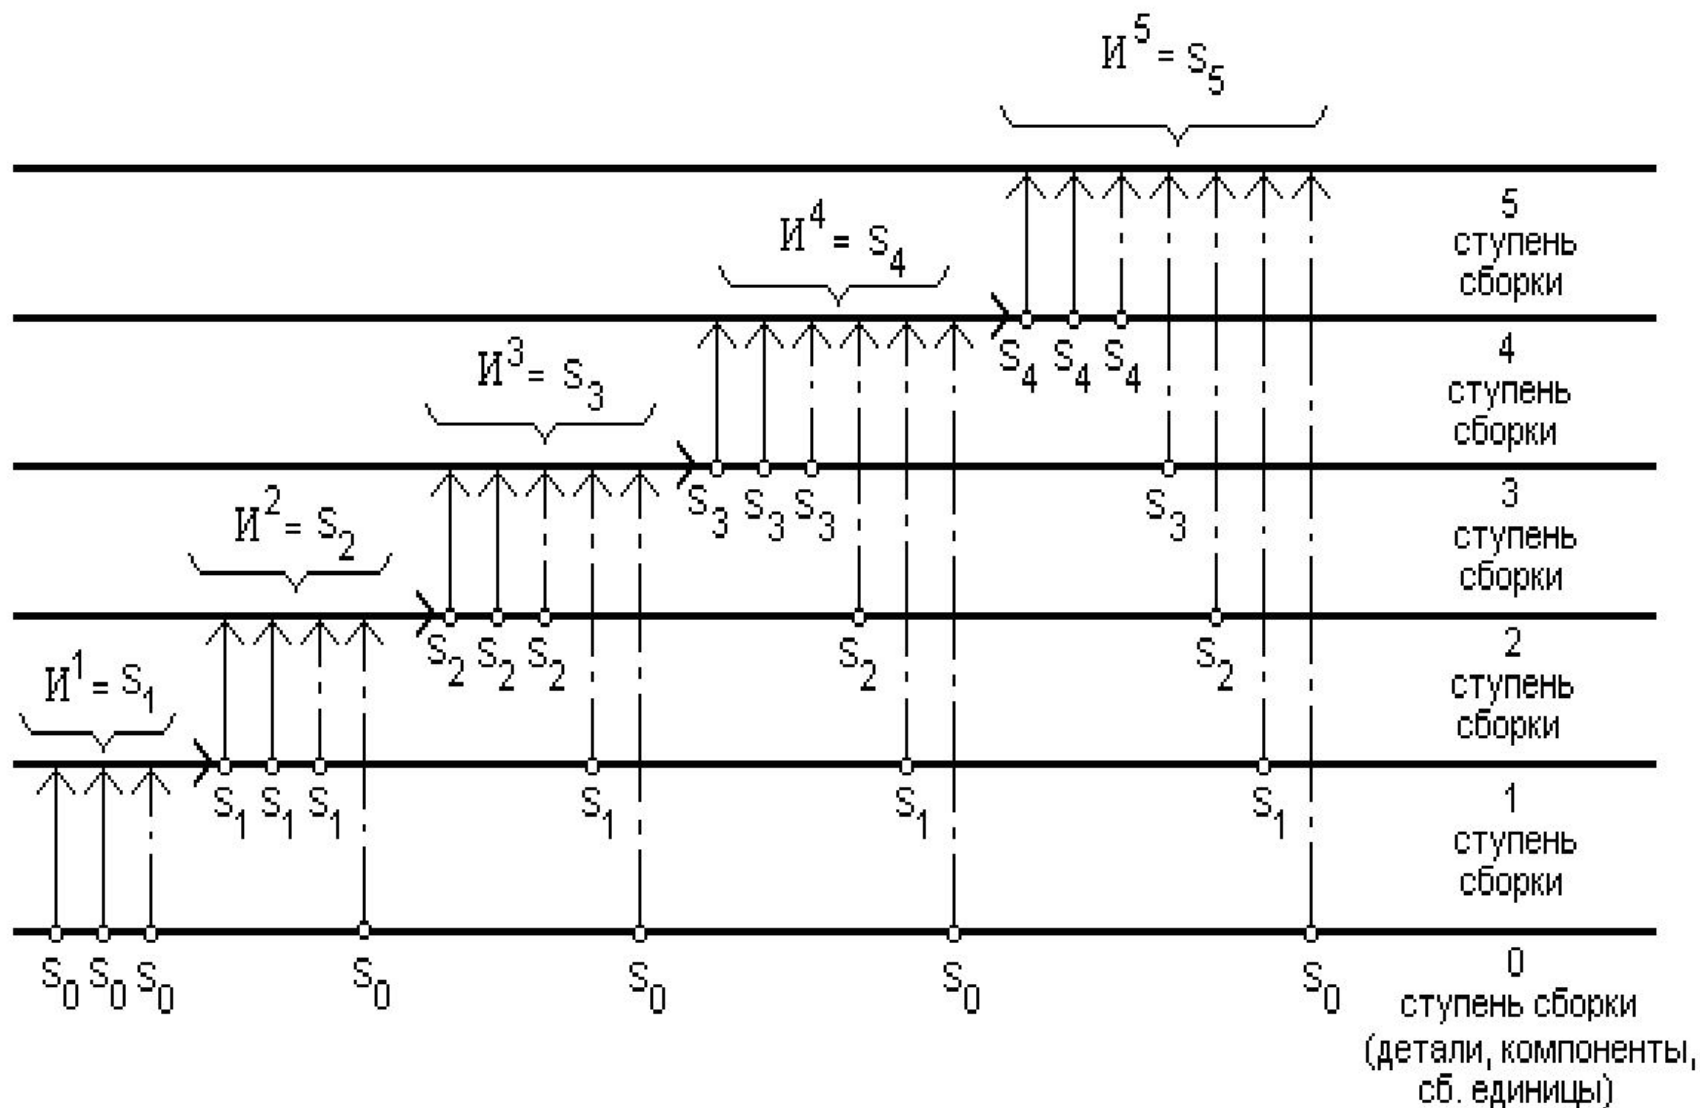 И⁵ = S₅
5
ступень
сборки
И⁴ = S₄
S₄ S₄ S₄
4
ступень
сборки
И³ = S₃
S₃ S₃ S₃ S₃
3
ступень
сборки
И² = S₂
S₂ S₂ S₂ S₂ S₂
2
ступень
сборки
И¹ = S₁
S₁ S₁ S₁ S₁ S₁ S₁
1
ступень
сборки
S₀ S₀ S₀ S₀ S₀ S₀ S₀
0
ступень сборки
(детали, компоненты,
сб. единицы)